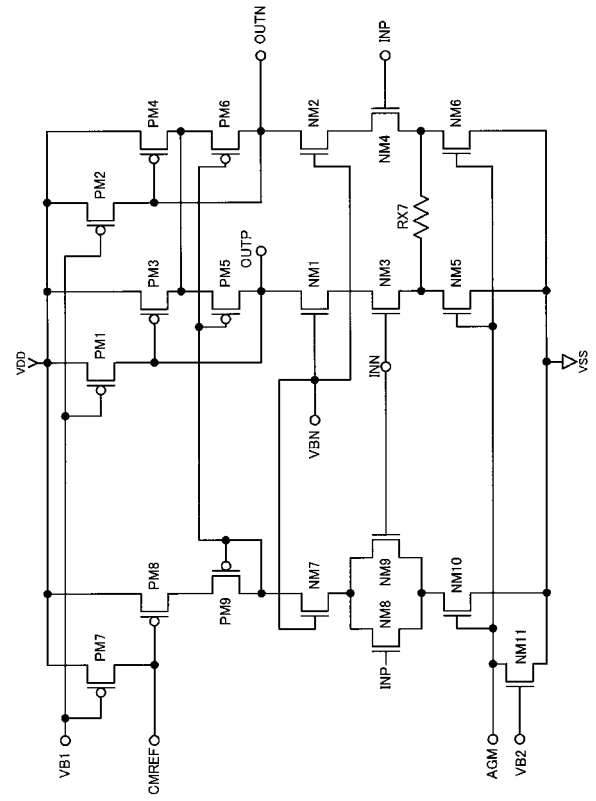 VDD
VB1
PM7
PM1
PM2
PM8
PM3
PM4
CMREF
PM9
PM5
PM6
OUTP
OUTN
VBN
NM7
NM1
NM2
INP
NM8
NM9
INN
NM3
NM4
INP
RX7
NM10
NM5
NM6
AGM
NM11
VB2
VSS